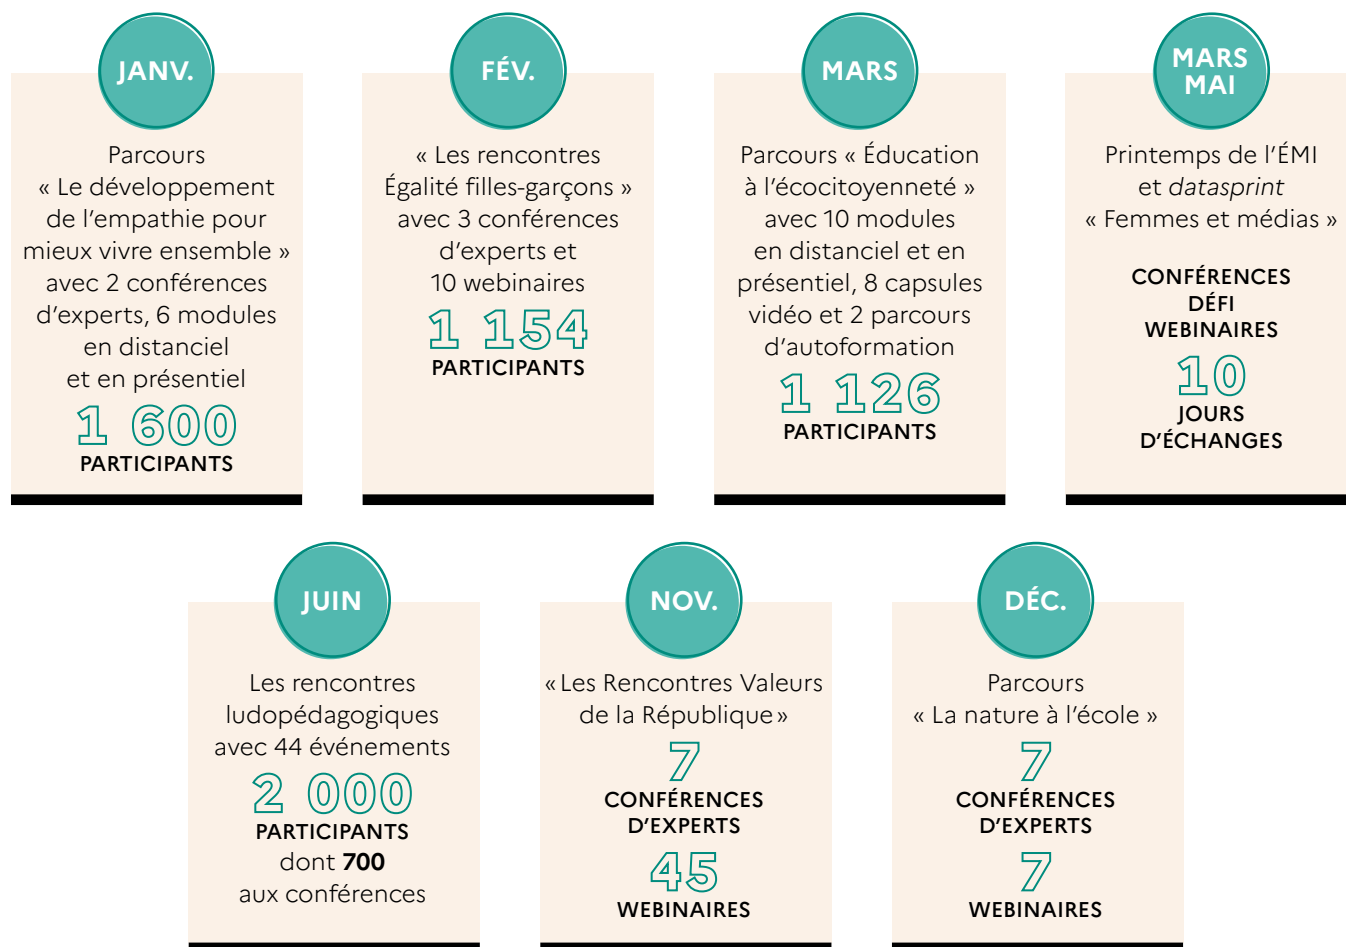 JANV.
Parcours
« Le développement
de l’empathie pour
mieux vivre ensemble »
avec 2 conférences
d’experts, 6 modules
en distanciel
et en présentiel
1 600
PARTICIPANTS
FÉV.
« Les rencontres
Égalité filles-garçons »
avec 3 conférences
d’experts et
10 webinaires
1 154
PARTICIPANTS
MARS
Parcours « Éducation
à l’écocitoyenneté »
avec 10 modules
en distanciel et en
présentiel, 8 capsules
vidéo et 2 parcours
d’autoformation
1 126
PARTICIPANTS
MARS
MAI
Printemps de l’ÉMI
et datasprint
« Femmes et médias »
CONFÉRENCES
DÉFI
WEBINAIRES
10
JOURS
D’ÉCHANGES
JUIN
Les rencontres
ludopédagogiques
avec 44 événements
2 000
PARTICIPANTS
dont 700
aux conférences
NOV.
« Les Rencontres Valeurs
de la République »
7
CONFÉRENCES
D’EXPERTS
45
WEBINAIRES
DÉC.
Parcours
« La nature à l’école »
7
CONFÉRENCES
D’EXPERTS
7
WEBINAIRES